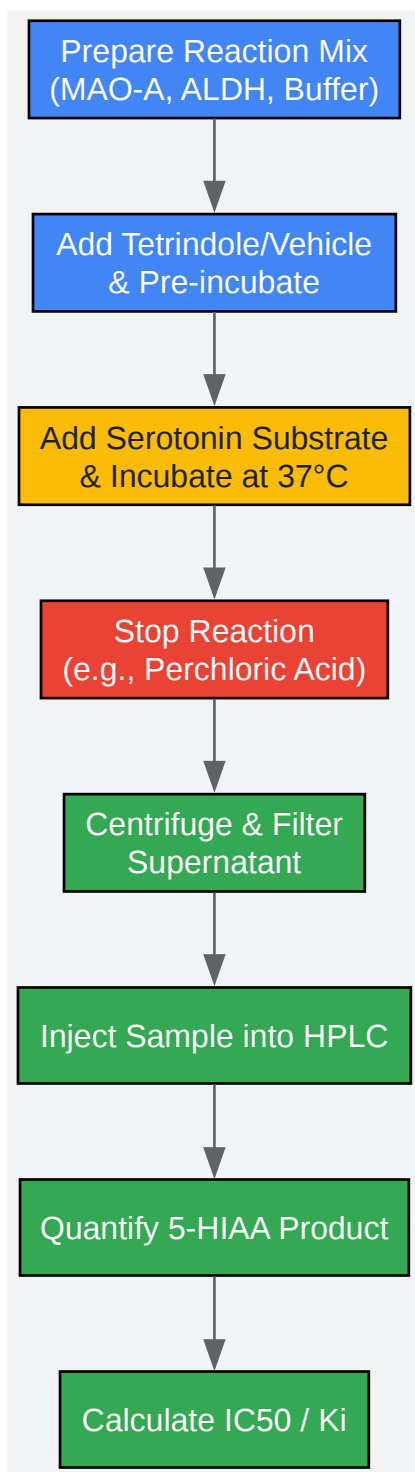 Prepare Reaction Mix
(MAO-A, ALDH, Buffer)
Add Tetrindole/Vehicle
& Pre-incubate
Add Serotonin Substrate
& Incubate at 37°C
Stop Reaction
(e.g., Perchloric Acid)
Centrifuge & Filter
Supernatant
Inject Sample into HPLC
Quantify 5-HIAA Product
Calculate IC50 / Ki